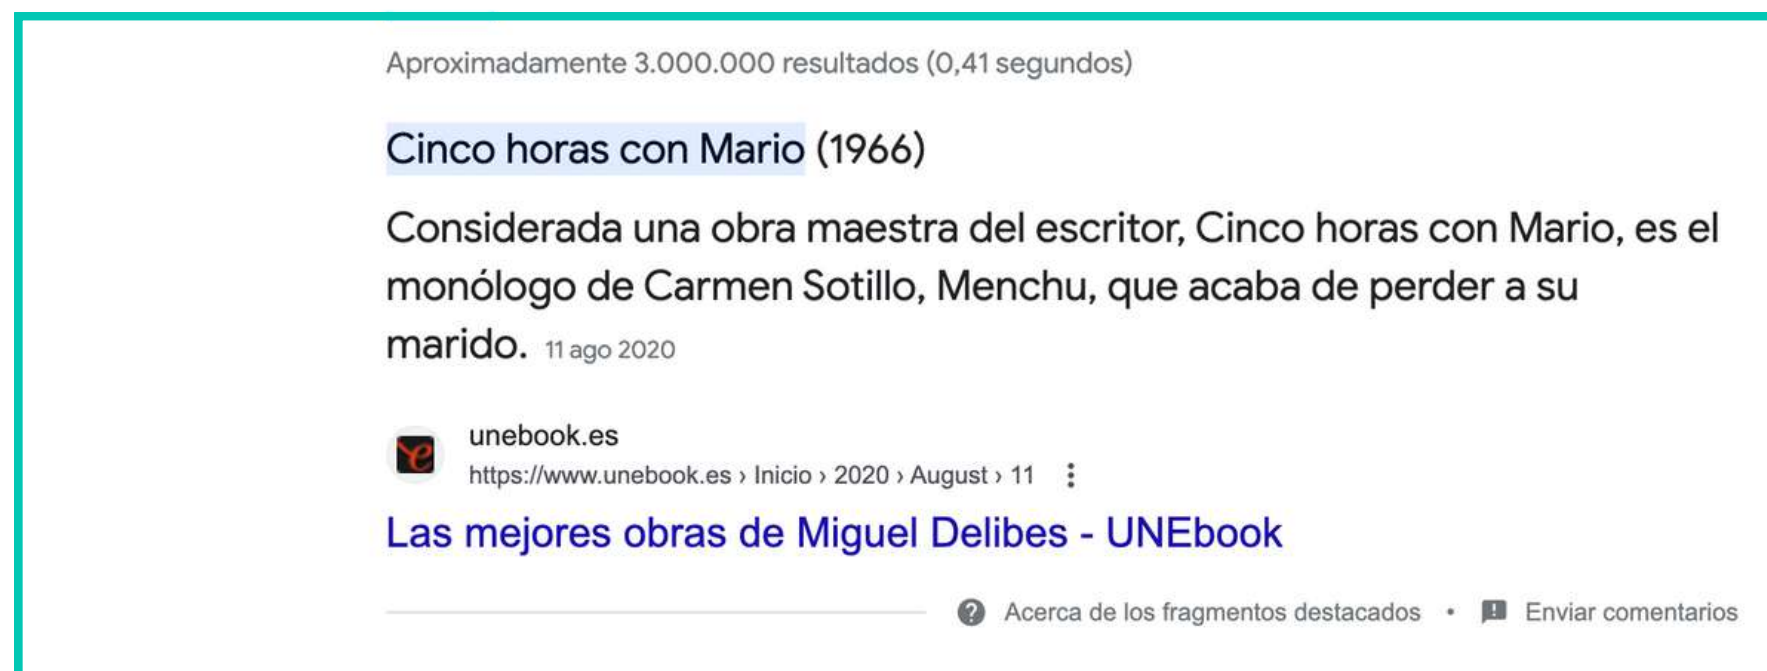 Aproximadamente 3.000.000 resultados (0,41 segundos)
Cinco horas con Mario (1966)
Considerada una obra maestra del escritor, Cinco horas con Mario, es el
monólogo de Carmen Sotillo, Menchu, que acaba de perder a su
marido. 11 ago 2020
unebook.es
https://www.unebook.es › Inicio › 2020 › August › 11
Las mejores obras de Miguel Delibes - UNEbook
Acerca de los fragmentos destacados • Enviar comentarios